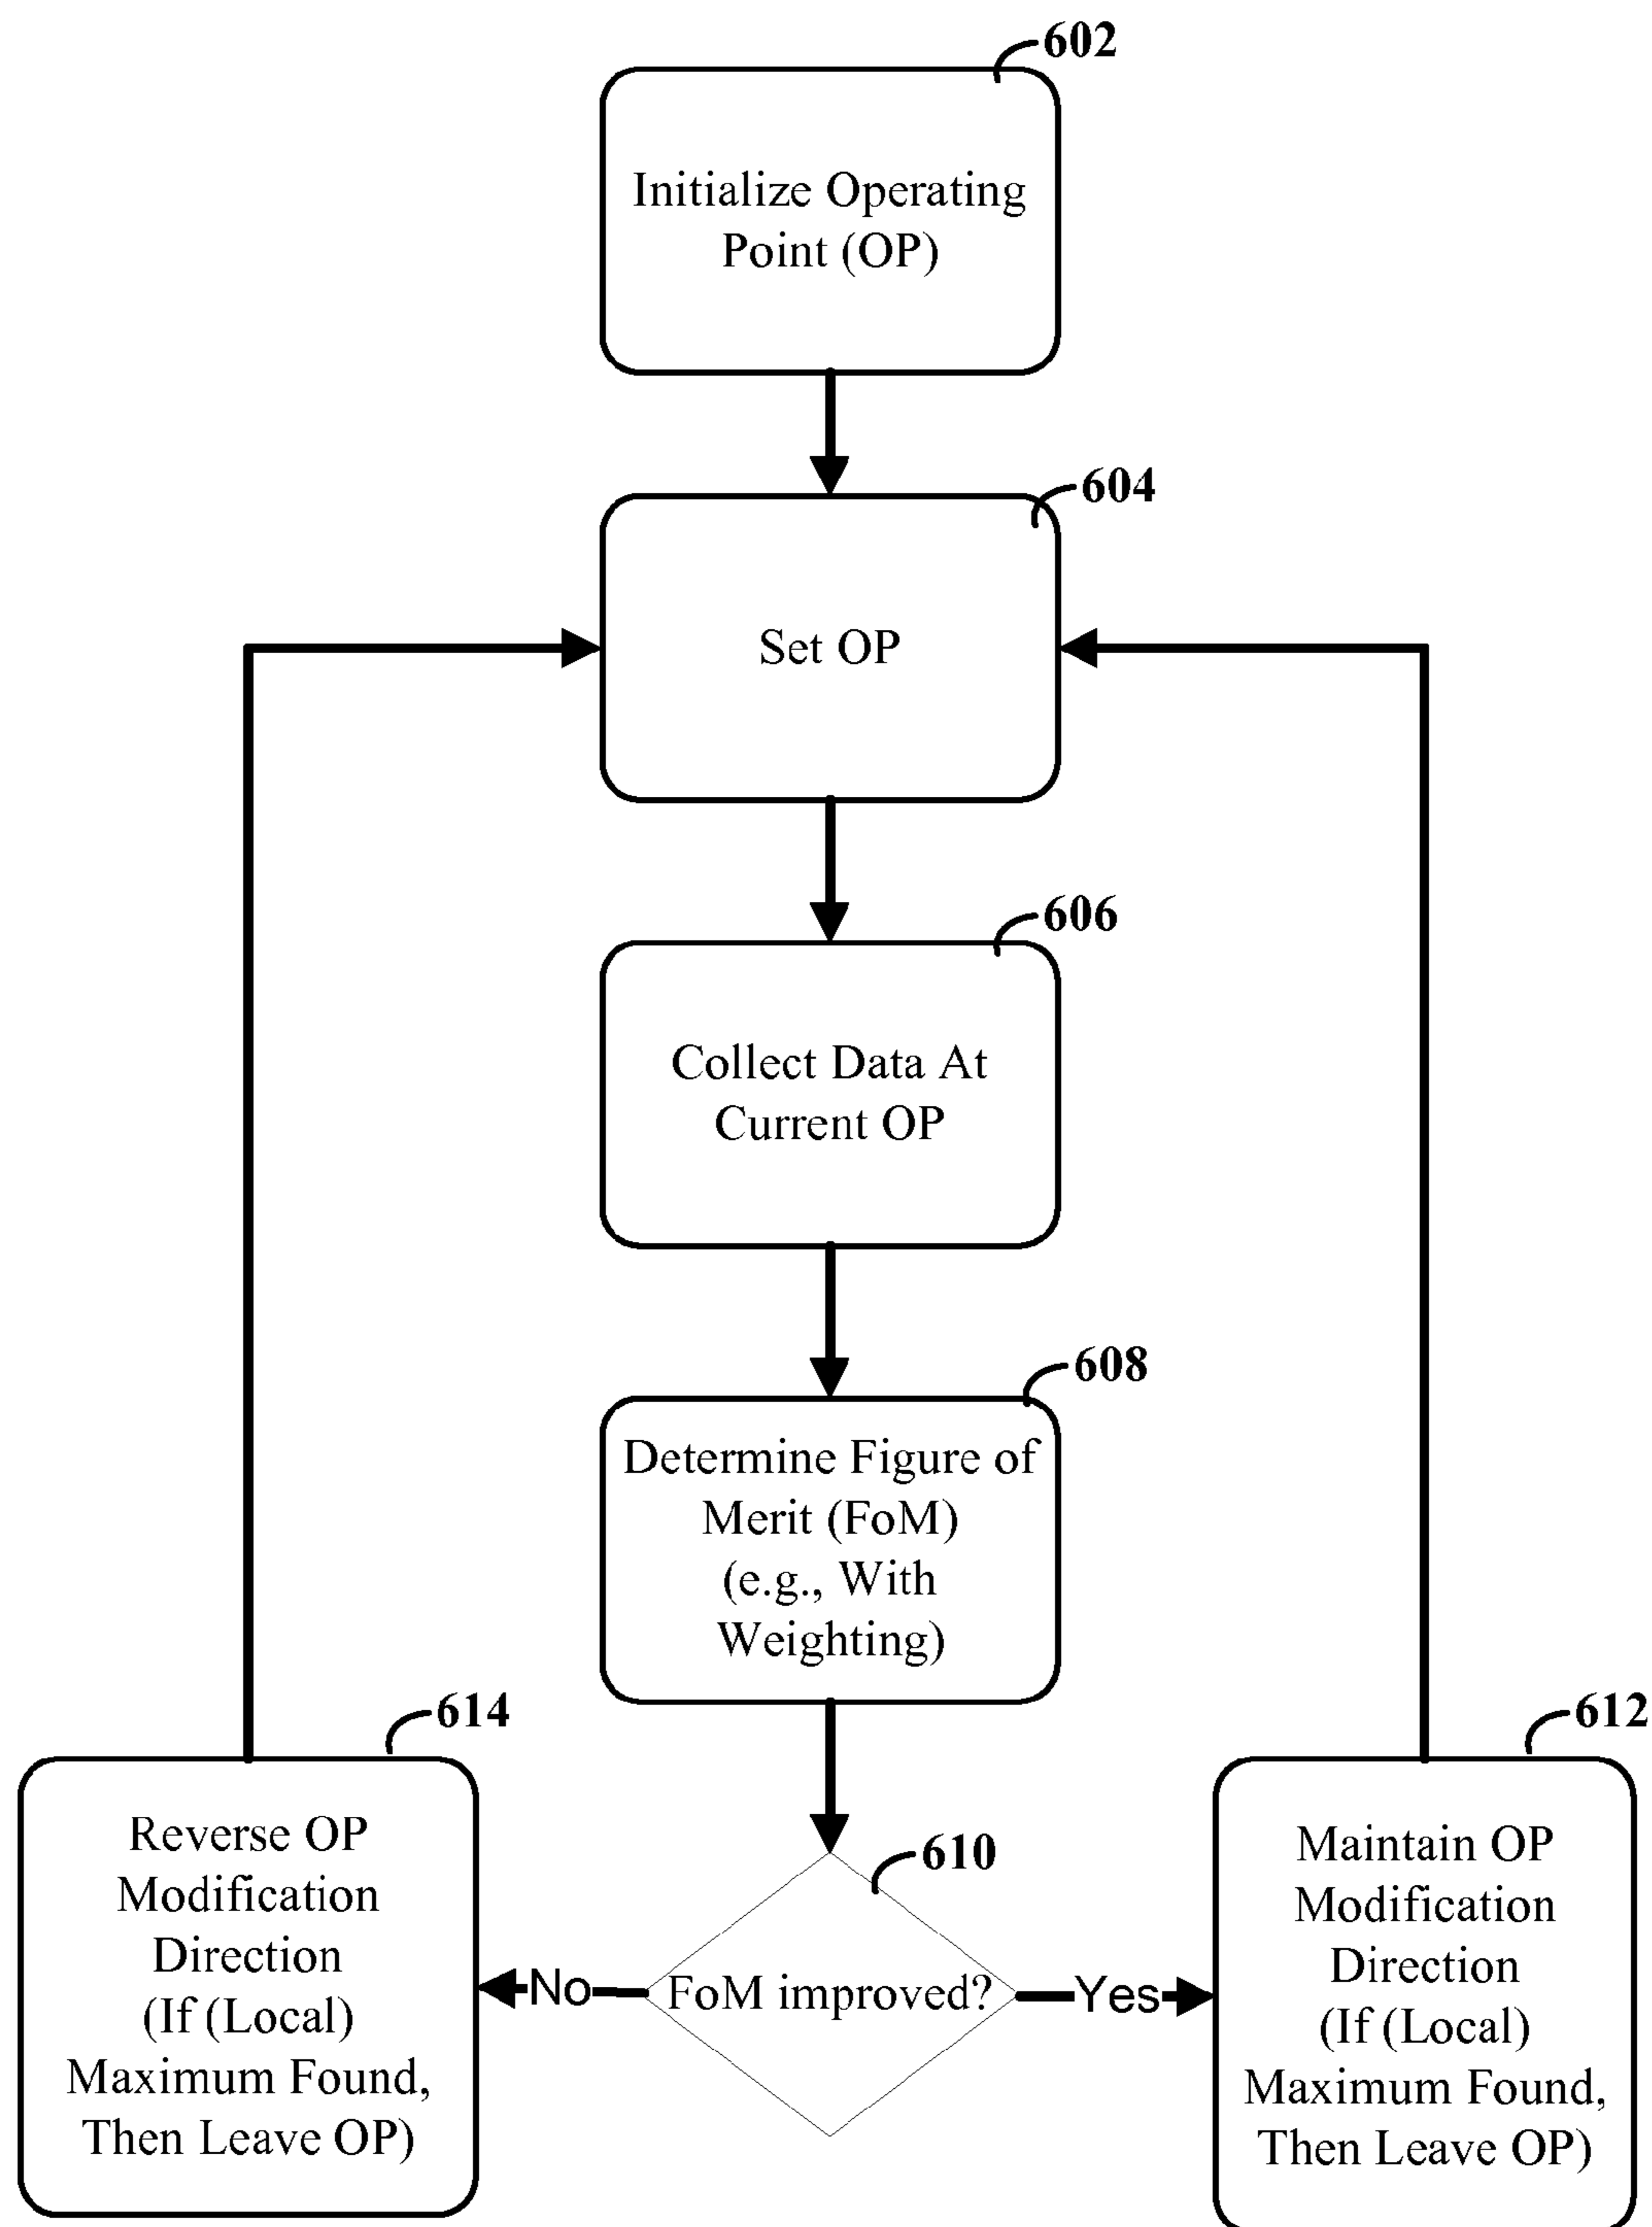 602
Initialize Operating
Point (OP)
604
Set OP
606
Collect Data At
Current OP
608
Determine Figure of
Merit (FoM)
(e.g., With
Weighting)
610
FoM improved?
No
Yes
614
Reverse OP
Modification
Direction
(If (Local)
Maximum Found,
Then Leave OP)
612
Maintain OP
Modification
Direction
(If (Local)
Maximum Found,
Then Leave OP)